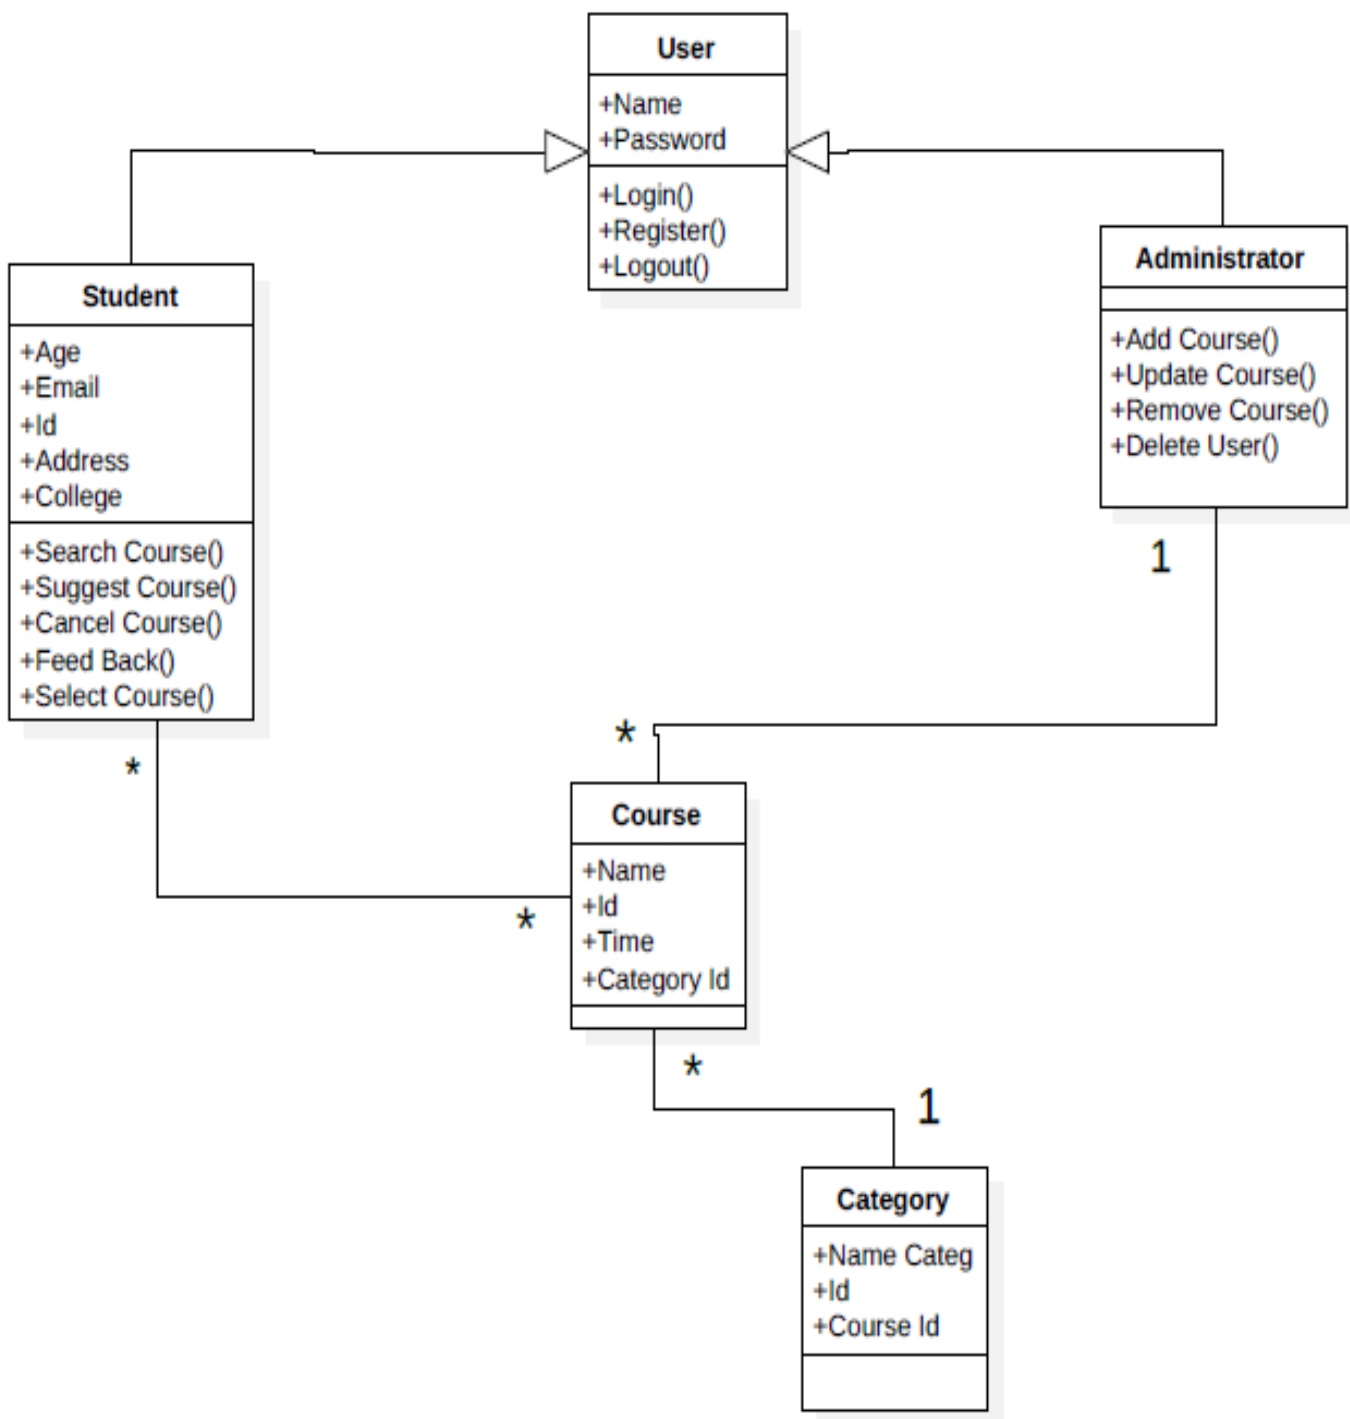 User
+Name
+Password
+Login()
+Register()
+Logout()
Administrator
+Add Course()
+Update Course()
+Remove Course()
+Delete User()
Student
+Age
+Email
+Id
+Address
+College
+Search Course()
+Suggest Course()
+Cancel Course()
+Feed Back()
+Select Course()
1
*
*
*
Course
+Name
+Id
+Time
+Category Id
*
1
Category
+Name Categ
+Id
+Course Id